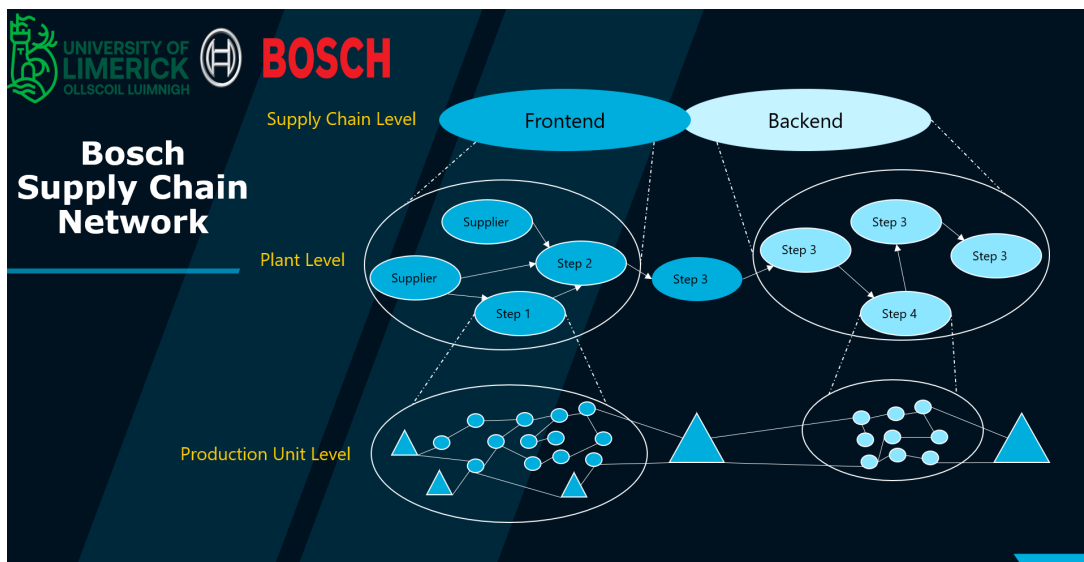 UNIVERSITY OF
LIMERICK
OLLSCOIL LUIMNIGH
BOSCH
Bosch
Supply Chain
Network
Supply Chain Level
Frontend
Backend
Plant Level
Supplier
Supplier
Step 2
Step 1
Step 3
Step 3
Step 3
Step 3
Step 4
Production Unit Level